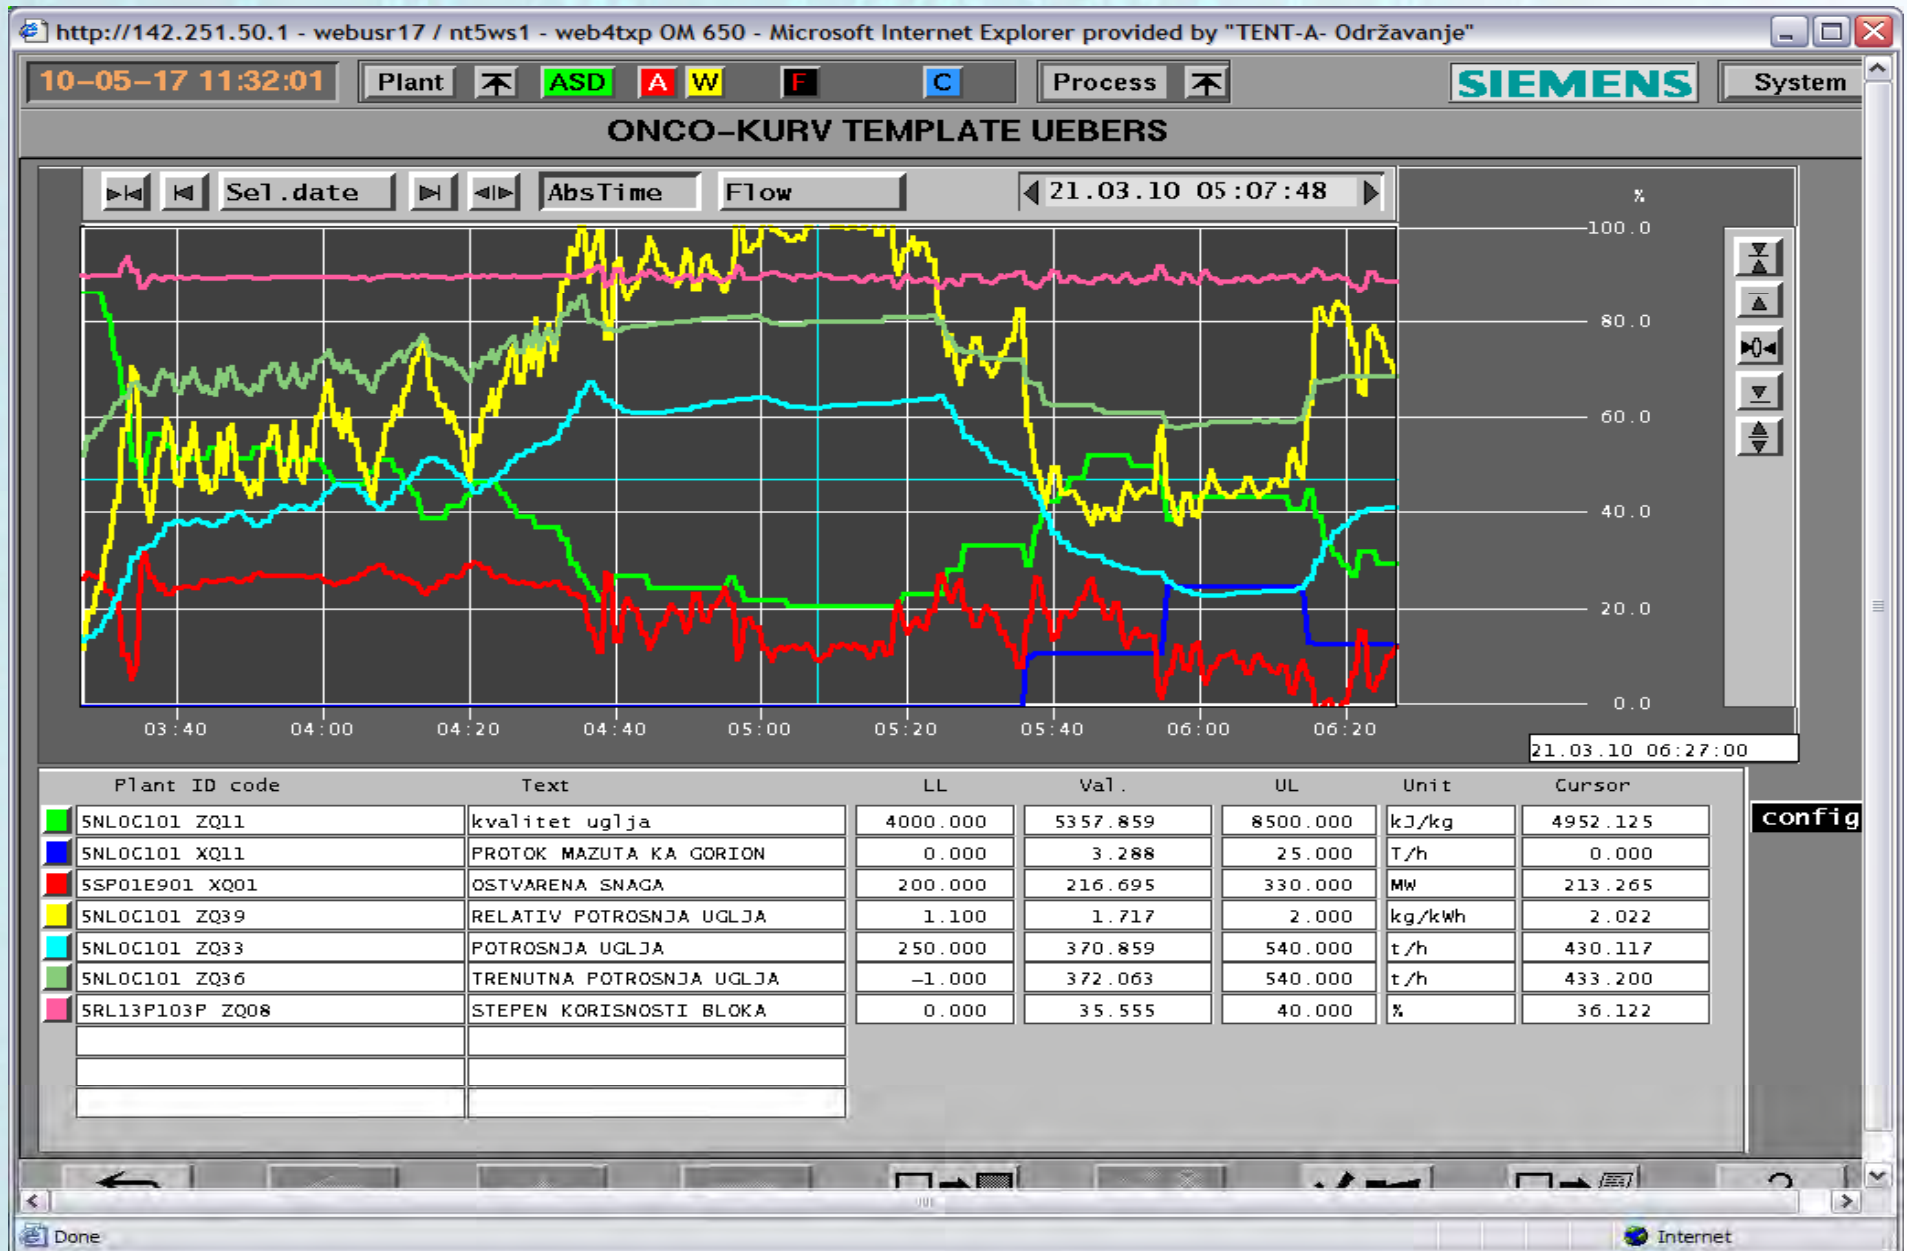 http://142.251.50.1 - webusr17 / nt5ws1 - web4txp OM 650 - Microsoft Internet Explorer provided by "TENT-A- Održavanje"
10-05-17 11:32:01 Plant ASD A W F C Process SIEMENS System
ONCO-KURV TEMPLATE UEBERS
Sel.date AbsTime Flow 21.03.10 05:07:48
%
100.0
80.0
60.0
40.0
20.0
0.0
03:40 04:00 04:20 04:40 05:00 05:20 05:40 06:00 06:20
21.03.10 06:27:00
Plant ID code Text LL Val. UL Unit Cursor
5NL0C101 ZQ11 kvalitet uglja 4000.000 5357.859 8500.000 kJ/kg 4952.125
config
5NL0C101 XQ11 PROTOK MAZUTA KA GORION 0.000 3.288 25.000 T/h 0.000
5SP01E901 XQ01 OSTVARENA SNAGA 200.000 216.695 330.000 MW 213.265
5NL0C101 ZQ39 RELATIV POTROSNJA UGLJA 1.100 1.717 2.000 kg/kWh 2.022
5NL0C101 ZQ33 POTROSNJA UGLJA 250.000 370.859 540.000 t/h 430.117
5NL0C101 ZQ36 TRENUTNA POTROSNJA UGLJA -1.000 372.063 540.000 t/h 433.200
5RL13P103P ZQ08 STEPEN KORISNOSTI BLOKA 0.000 35.555 40.000 % 36.122
Done Internet